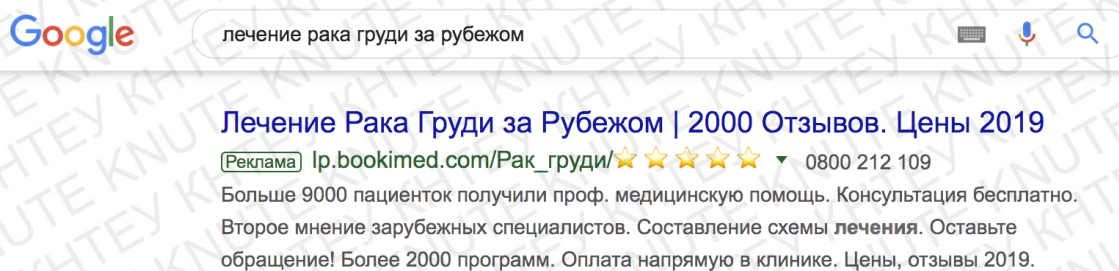 Google лечение рака груди за рубежом
Лечение Рака Груди за Рубежом | 2000 Отзывов. Цены 2019
Реклама lp.bookimed.com/Рак_груди/⭐⭐⭐⭐⭐ ▼ 0800 212 109
Больше 9000 пациенток получили проф. медицинскую помощь. Консультация бесплатно.
Второе мнение зарубежных специалистов. Составление схемы лечения. Оставьте
обращение! Более 2000 программ. Оплата напрямую в клинике. Цены, отзывы 2019.
KNUTE КНТЕУ